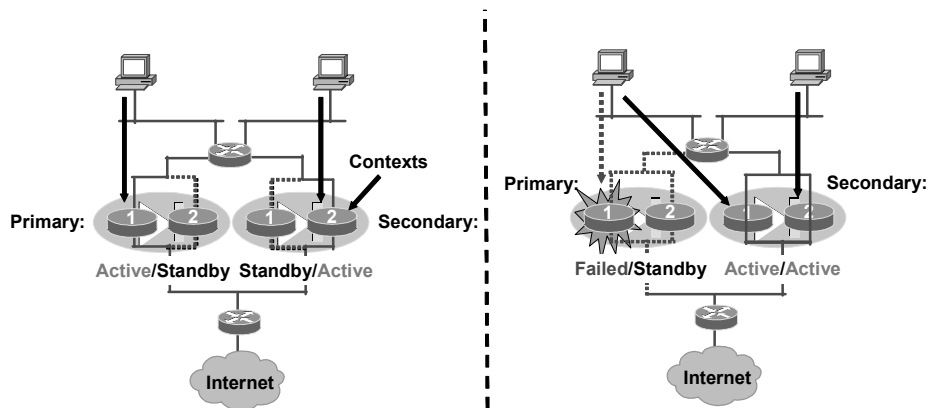 Contexts
Primary:
1
2
1
2
Secondary:
Active/Standby
Standby/Active
Internet
Primary:
1
2
1
2
Secondary:
Failed/Standby
Active/Active
Internet